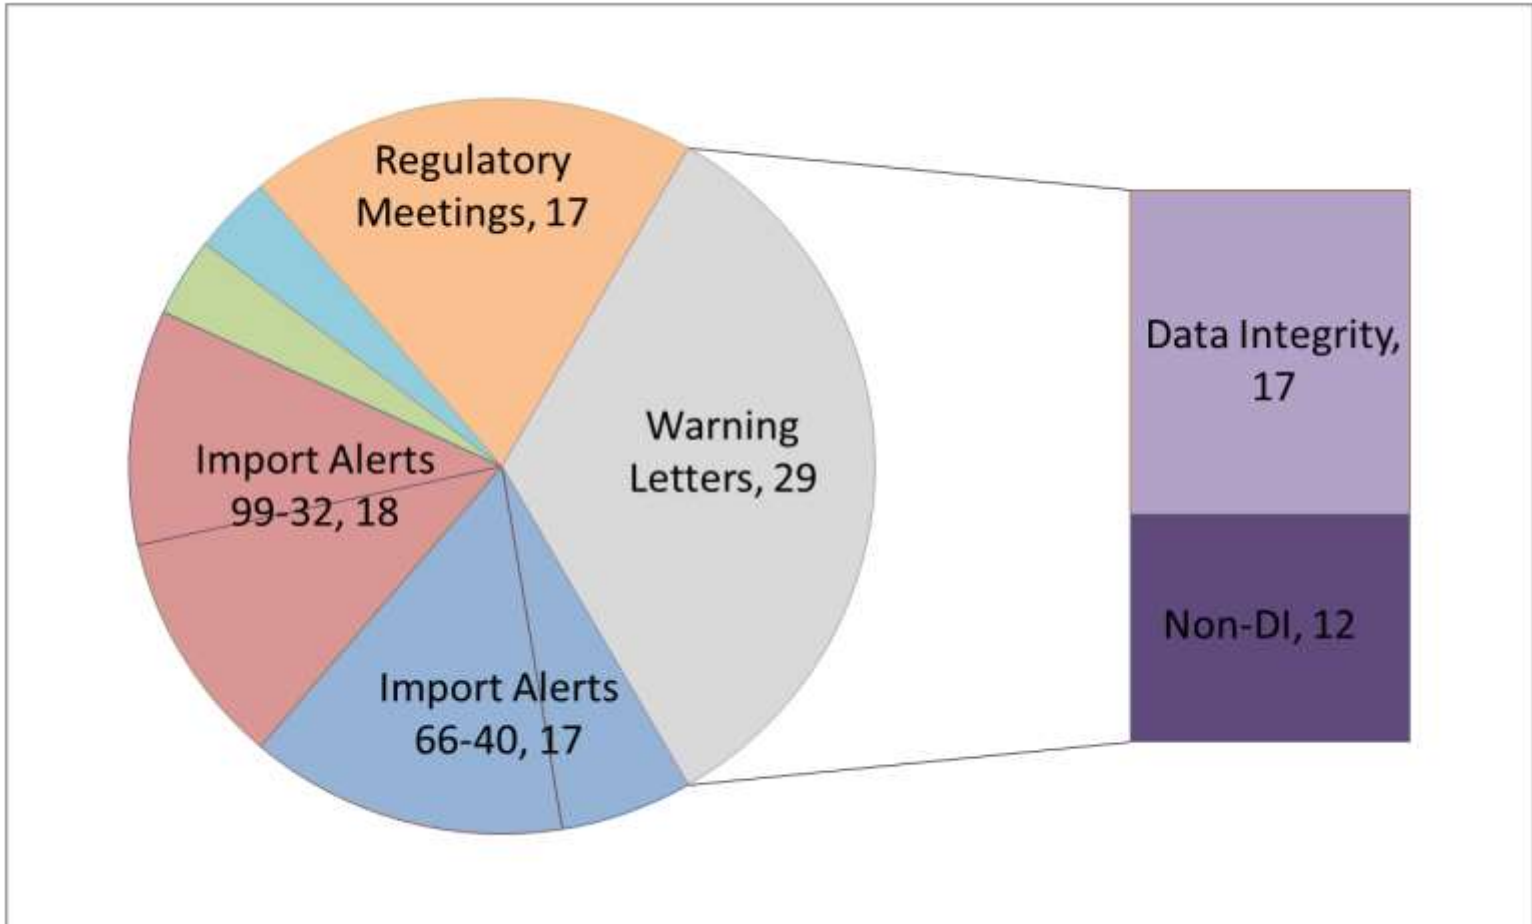 Regulatory
Meetings, 17
Warning
Letters, 29
Import Alerts
99-32, 18
Import Alerts
66-40, 17
Data Integrity,
17
Non-DI, 12